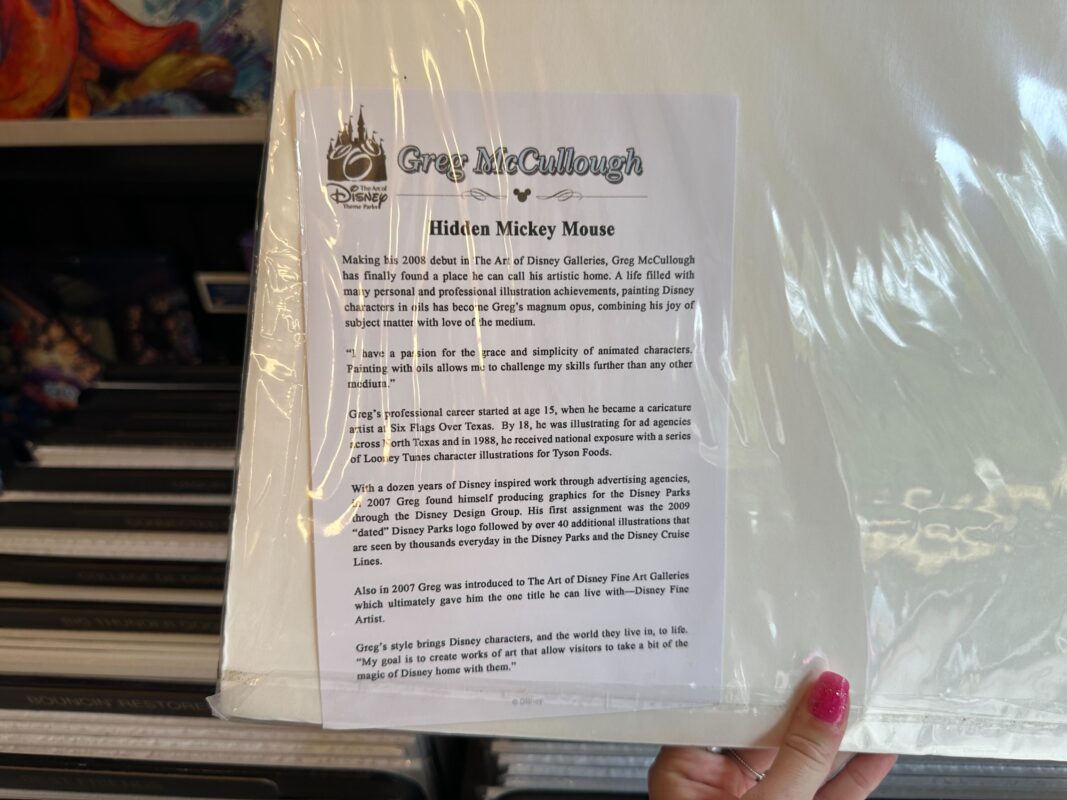 Greg McCullough
The Art of
Disney
Theme Parks
Hidden Mickey Mouse
Making his 2008 debut in The Art of Disney Galleries, Greg McCullough
has finally found a place he can call his artistic home. A life filled with
many personal and professional illustration achievements, painting Disney
characters in oils has become Greg's magnum opus, combining his joy of
subject matter with love of the medium.
“I have a passion for the grace and simplicity of animated characters.
Painting with oils allows me to challenge my skills further than any other
medium.”
Greg's professional career started at age 15, when he became a caricature
artist at Six Flags Over Texas. By 18, he was illustrating for ad agencies
across North Texas and in 1988, he received national exposure with a series
of Looney Tunes character illustrations for Tyson Foods.
With a dozen years of Disney inspired work through advertising agencies,
in 2007 Greg found himself producing graphics for the Disney Parks
through the Disney Design Group. His first assignment was the 2009
“dated” Disney Parks logo followed by over 40 additional illustrations that
are seen by thousands everyday in the Disney Parks and the Disney Cruise
Lines.
Also in 2007 Greg was introduced to The Art of Disney Fine Art Galleries
which ultimately gave him the one title he can live with—Disney Fine
Artist.
Greg's style brings Disney characters, and the world they live in, to life.
“My goal is to create works of art that allow visitors to take a bit of the
magic of Disney home with them.”
© Disney
BIG THUNDER
BOUNCIN' RESTORE